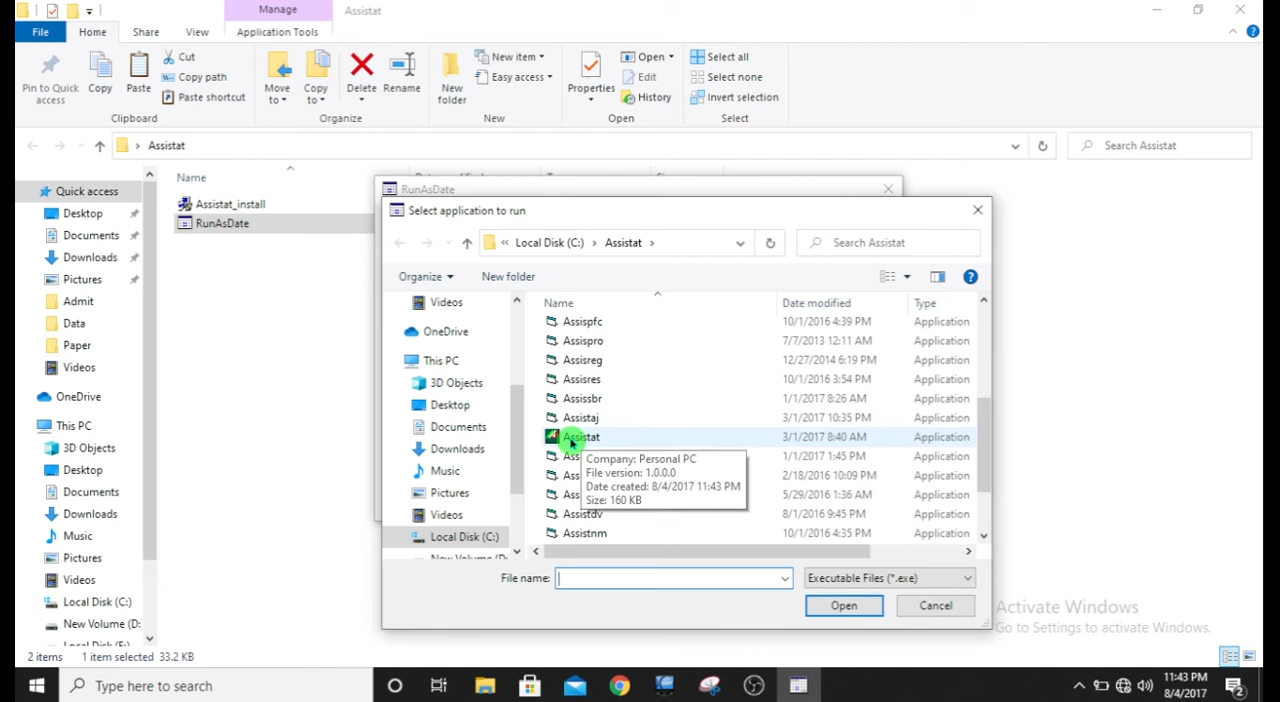 Manage
Assistat
File
Home
Share
View
Application Tools
Pin to Quick access
Copy
Paste
Cut
Copy path
Paste shortcut
Clipboard
Move to
Copy to
Delete
Rename
Organize
New folder
New item
Easy access
New
Properties
Open
Edit
History
Open
Select all
Select none
Invert selection
Select
Assistat
Search Assistat
Quick access
Desktop
Documents
Downloads
Pictures
Admit
Data
Paper
Videos
OneDrive
This PC
3D Objects
Desktop
Documents
Downloads
Music
Pictures
Videos
Local Disk (C:)
New Volume (D:
Name
Assistat_install
RunAsDate
RunAsDate
Select application to run
« Local Disk (C:) › Assistat ›
Search Assistat
Organize
New folder
Videos
OneDrive
This PC
3D Objects
Desktop
Documents
Downloads
Music
Pictures
Videos
Local Disk (C:)
Name Date modified Type
Assispfc 10/1/2016 4:39 PM Application
Assispro 7/7/2013 12:11 AM Application
Assisreg 12/27/2014 6:19 PM Application
Assisres 10/1/2016 3:54 PM Application
Assissbr 1/1/2017 8:26 AM Application
Assistaj 3/1/2017 10:35 PM Application
Assistat 3/1/2017 8:40 AM Application
1/1/2017 1:45 PM Application
2/18/2016 10:09 PM Application
5/29/2016 1:36 AM Application
Assistdv 8/1/2016 9:45 PM Application
Assistnm 10/1/2016 4:35 PM Application
Company: Personal PC
File version: 1.0.0.0
Date created: 8/4/2017 11:43 PM
Size: 160 KB
File name:
Executable Files (*.exe)
Open
Cancel
Activate Windows
Go to Settings to activate Windows.
2 items 1 item selected 33.2 KB
Type here to search
11:43 PM
8/4/2017
2